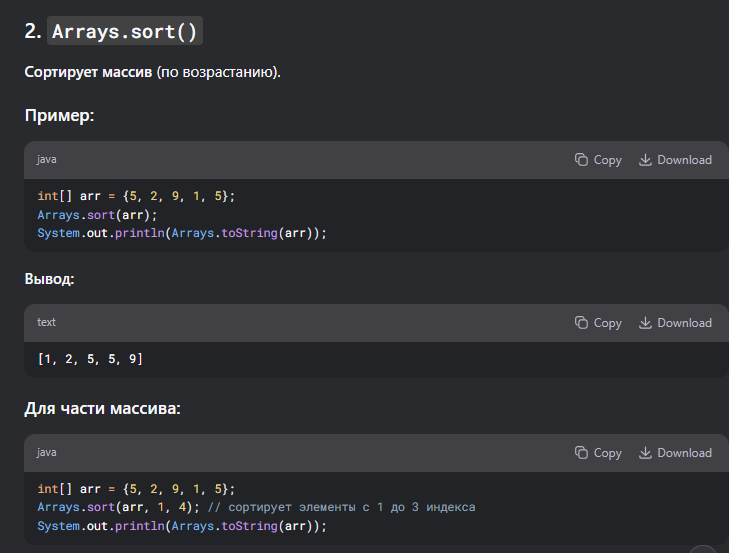 2. Arrays.sort()
Сортирует массив (по возрастанию).
Пример:
java Copy Download
int[] arr = {5, 2, 9, 1, 5};
Arrays.sort(arr);
System.out.println(Arrays.toString(arr));
Вывод:
text Copy Download
[1, 2, 5, 5, 9]
Для части массива:
java Copy Download
int[] arr = {5, 2, 9, 1, 5};
Arrays.sort(arr, 1, 4); // сортирует элементы с 1 до 3 индекса
System.out.println(Arrays.toString(arr));